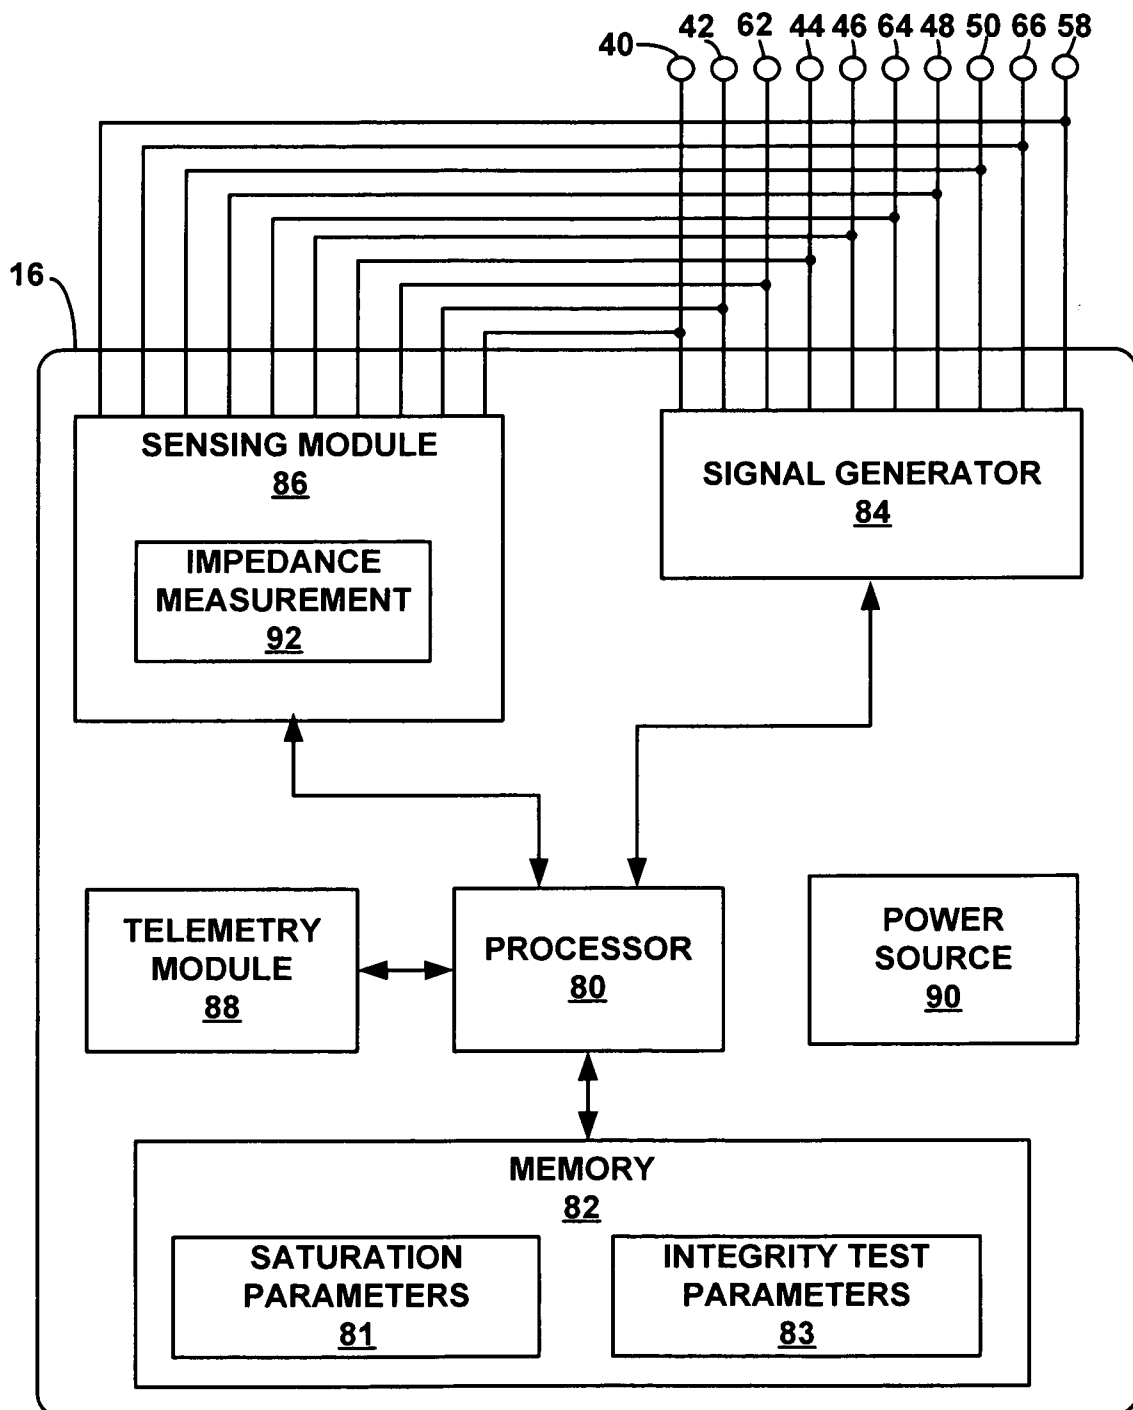 40 42 62 44 46 64 48 50 66 58
16
SENSING MODULE
86
IMPEDANCE
MEASUREMENT
92
SIGNAL GENERATOR
84
TELEMETRY
MODULE
88
PROCESSOR
80
POWER
SOURCE
90
MEMORY
82
SATURATION
PARAMETERS
81
INTEGRITY TEST
PARAMETERS
83